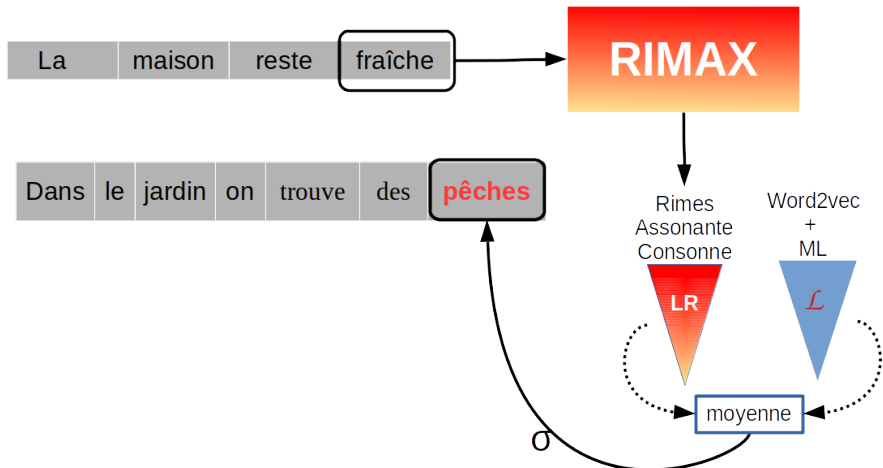 La maison reste fraîche
RIMAX
Dans le jardin on trouve des pêches
Rimes
Assonante
Consonne
Word2vec
+
ML
LR
ℒ
moyenne
σ